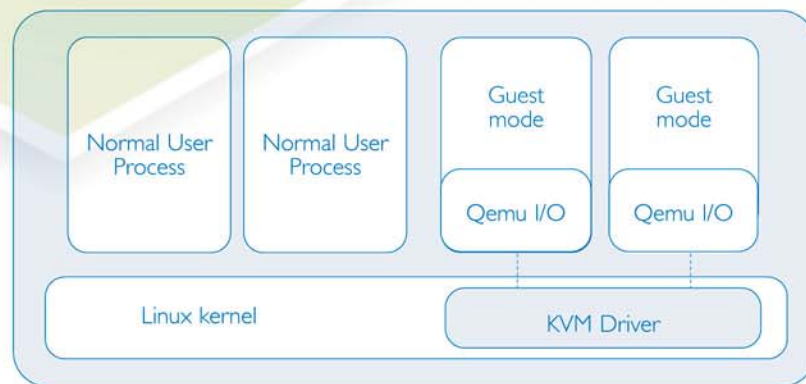 Normal User
Process
Normal User
Process
Guest
mode
Qemu I/O
Guest
mode
Qemu I/O
Linux kernel
KVM Driver